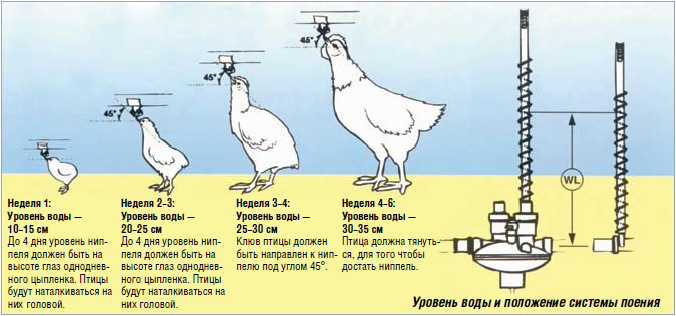 45°
45°
45°
WL
Неделя 1:
Уровень воды —
10–15 см
До 4 дня уровень нип-
пеля должен быть на
высоте глаз одноднев-
ного цыпленка. Птицы
будут наталкиваться на
них головой.
Неделя 2–3:
Уровень воды —
20–25 см
До 4 дня уровень нип-
пеля должен быть на
высоте глаз однодне-
вного цыпленка. Птицы
будут наталкиваться на
них головой.
Неделя 3–4:
Уровень воды —
25–30 см
Клюв птицы должен
быть направлен к нип-
пелю под углом 45°.
Неделя 4–6:
Уровень воды —
30–35 см
Птица должна тянуть-
ся, для того чтобы
достать ниппель.
Уровень воды и положение системы поения